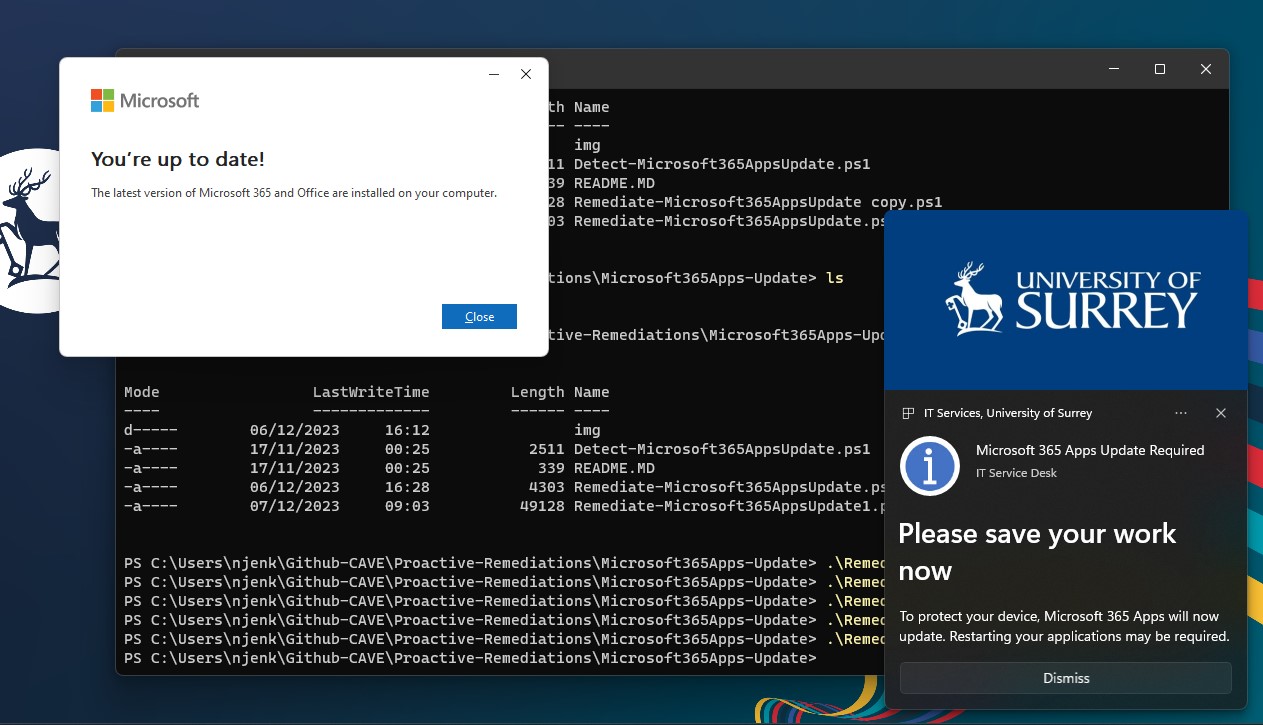 Microsoft
You're up to date!
The latest version of Microsoft 365 and Office are installed on your computer.
Close
th Name
-- ----
img
11 Detect-Microsoft365AppsUpdate.ps1
39 README.MD
28 Remediate-Microsoft365AppsUpdate copy.ps1
03 Remediate-Microsoft365AppsUpdate.ps
tions\Microsoft365Apps-Update> ls
tive-Remediations\Microsoft365Apps-Upd
Mode LastWriteTime Length Name
---- ------------- ------ ----
d----- 06/12/2023 16:12 img
-a---- 17/11/2023 00:25 2511 Detect-Microsoft365AppsUpdate.ps1
-a---- 17/11/2023 00:25 339 README.MD
-a---- 06/12/2023 16:28 4303 Remediate-Microsoft365AppsUpdate.ps
-a---- 07/12/2023 09:03 49128 Remediate-Microsoft365AppsUpdate1.p
PS C:\Users\njenk\Github-CAVE\Proactive-Remediations\Microsoft365Apps-Update> .\Remed
PS C:\Users\njenk\Github-CAVE\Proactive-Remediations\Microsoft365Apps-Update> .\Remed
PS C:\Users\njenk\Github-CAVE\Proactive-Remediations\Microsoft365Apps-Update> .\Remed
PS C:\Users\njenk\Github-CAVE\Proactive-Remediations\Microsoft365Apps-Update> .\Remed
PS C:\Users\njenk\Github-CAVE\Proactive-Remediations\Microsoft365Apps-Update> .\Remed
PS C:\Users\njenk\Github-CAVE\Proactive-Remediations\Microsoft365Apps-Update>
UNIVERSITY OF
SURREY
IT Services, University of Surrey
Microsoft 365 Apps Update Required
IT Service Desk
Please save your work
now
To protect your device, Microsoft 365 Apps will now
update. Restarting your applications may be required.
Dismiss